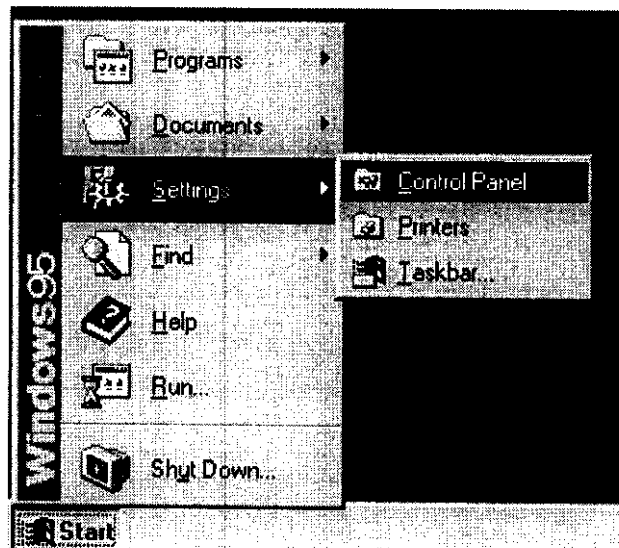 Programs
Documents
Settings
Find
Help
Run...
Shut Down...
Control Panel
Printers
Taskbar...
Windows95
Start